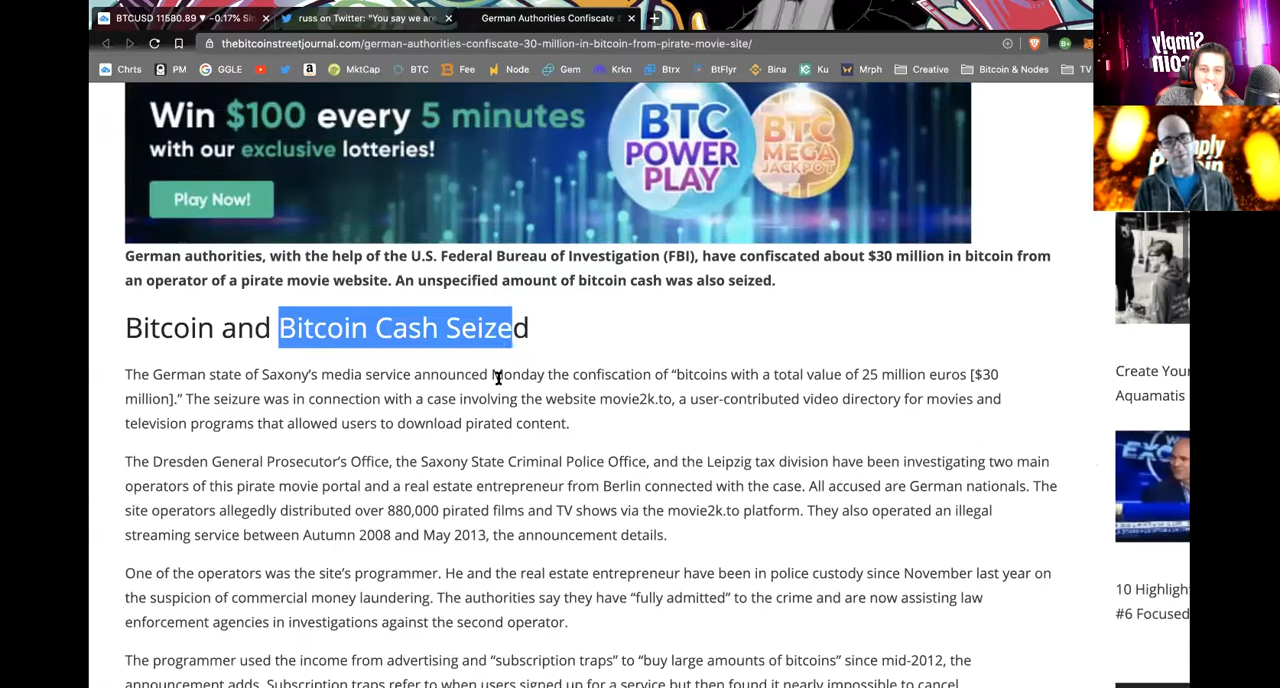 BTCUSD 11580.89 ▼ −0.17% Si
russ on Twitter: "You say we are
German Authorities Confiscate
thebitcoinstreetjournal.com/german-authorities-confiscate-30-million-in-bitcoin-from-pirate-movie-site/
Chrts PM GGLE MktCap BTC Fee Node Gem Krkn Btrx BtFlyr Bina Ku Mrph Creative Bitcoin & Nodes TV
Simply
Bitcoin
Win $100 every 5 minutes
with our exclusive lotteries!
Play Now!
BTC
POWER
PLAY
BTC
MEGA
JACKPOT
German authorities, with the help of the U.S. Federal Bureau of Investigation (FBI), have confiscated about $30 million in bitcoin from
an operator of a pirate movie website. An unspecified amount of bitcoin cash was also seized.
Bitcoin and Bitcoin Cash Seized
The German state of Saxony's media service announced Monday the confiscation of “bitcoins with a total value of 25 million euros [$30
million].” The seizure was in connection with a case involving the website movie2k.to, a user-contributed video directory for movies and
television programs that allowed users to download pirated content.
The Dresden General Prosecutor's Office, the Saxony State Criminal Police Office, and the Leipzig tax division have been investigating two main
operators of this pirate movie portal and a real estate entrepreneur from Berlin connected with the case. All accused are German nationals. The
site operators allegedly distributed over 880,000 pirated films and TV shows via the movie2k.to platform. They also operated an illegal
streaming service between Autumn 2008 and May 2013, the announcement details.
One of the operators was the site's programmer. He and the real estate entrepreneur have been in police custody since November last year on
the suspicion of commercial money laundering. The authorities say they have “fully admitted” to the crime and are now assisting law
enforcement agencies in investigations against the second operator.
The programmer used the income from advertising and “subscription traps” to “buy large amounts of bitcoins” since mid-2012, the
announcement adds. Subscription traps refer to when users signed up for a service but then found it nearly impossible to cancel.
Create Your
Aquamatis
EXC
10 Highligh
#6 Focused